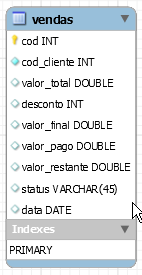 vendas
cod INT
cod_cliente INT
valor_total DOUBLE
desconto INT
valor_final DOUBLE
valor_pago DOUBLE
valor_restante DOUBLE
status VARCHAR(45)
data DATE
Indexes
PRIMARY